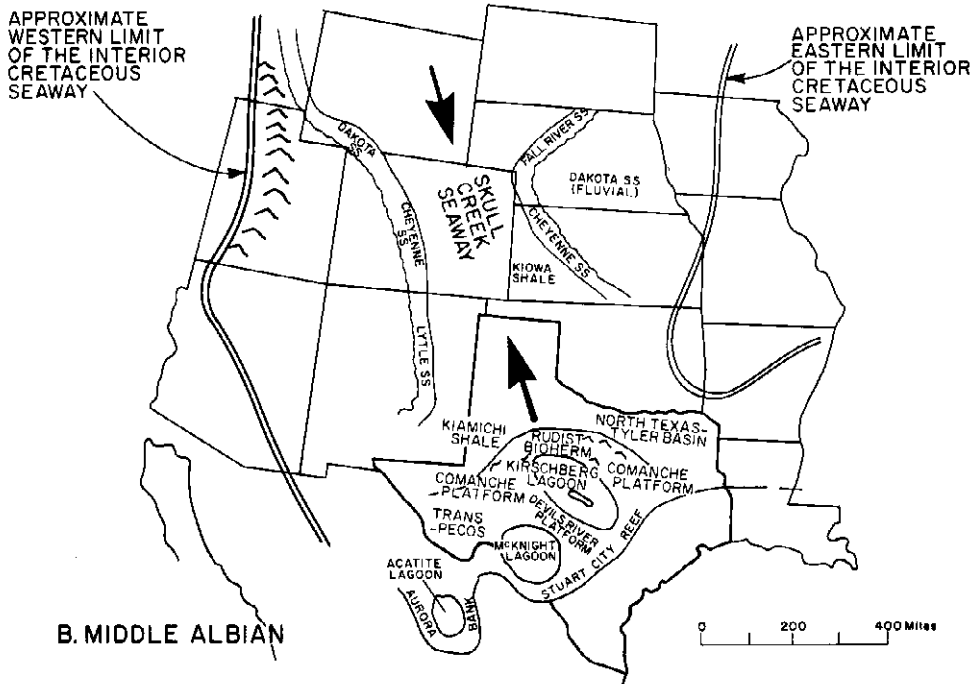 APPROXIMATE
WESTERN LIMIT
OF THE INTERIOR
CRETACEOUS
SEAWAY
APPROXIMATE
EASTERN LIMIT
OF THE INTERIOR
CRETACEOUS
SEAWAY
DAKOTA
SS
CHEYENNE
SS
LYTLE SS
SKULL
CREEK
SEAWAY
FALL RIVER SS
DAKOTA SS
(FLUVIAL)
CHEYENNE SS
KIOWA
SHALE
KIAMICHI
SHALE
RUDIST
BIOHERM
NORTH TEXAS-
TYLER BASIN
KIRSCHBERG
LAGOON
COMANCHE
PLATFORM
COMANCHE
PLATFORM
DEVILS RIVER
PLATFORM
TRANS
-PECOS
McKNIGHT
LAGOON
STUART CITY REEF
ACATITE
LAGOON
AURORA
BANK
B. MIDDLE ALBIAN
0 200 400 Miles